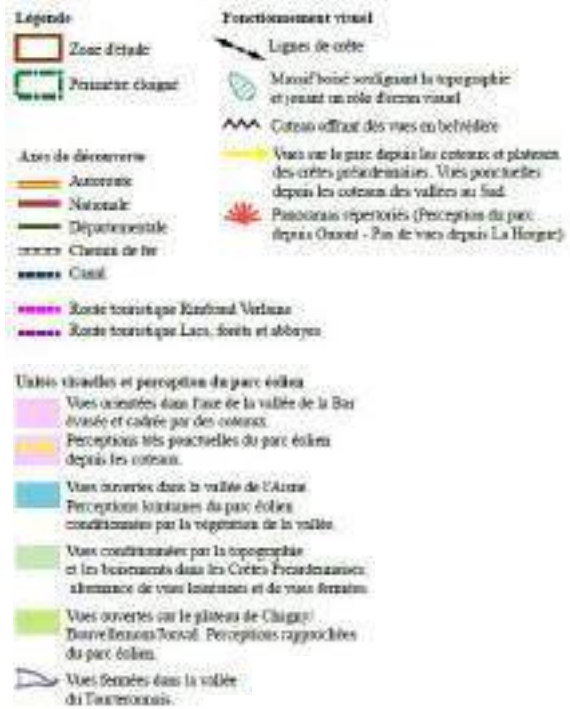 Légende
Zone d'étude
Périmètre éloigné
Axes de découverte
Autoroute
Nationale
Départementale
Chemin de fer
Canal
Route touristique Rimbaud Verlaine
Route touristique Lacs, forêts et abbayes
Fonctionnement visuel
Lignes de crête
Massif boisé soulignant la topographie
et jouant un rôle d'écran visuel
Coteau offrant des vues en belvédère
Vues sur le parc depuis les coteaux et plateaux
des crêtes préardennaises. Vues ponctuelles
depuis les coteaux des vallées au Sud.
Panoramas répertoriés (Perception du parc
depuis Omont - Pas de vues depuis La Horgne)
Unités visuelles et perception du parc éolien
Vues orientées dans l'axe de la vallée de la Bar
évasée et cadrée par des coteaux.
Perceptions très ponctuelles du parc éolien
depuis les coteaux.
Vues ouvertes dans la vallée de l'Aisne.
Perceptions lointaines du parc éolien
conditionnées par la végétation de la vallée.
Vues conditionnées par la topographie
et les boisements dans les Crêtes Préardennaises:
alternance de vues lointaines et de vues fermées
Vues ouvertes sur le plateau de Chagny/
Bouvellemont/Jonval. Perceptions rapprochées
du parc éolien.
Vues fermées dans la vallée
du Tourteronnais.